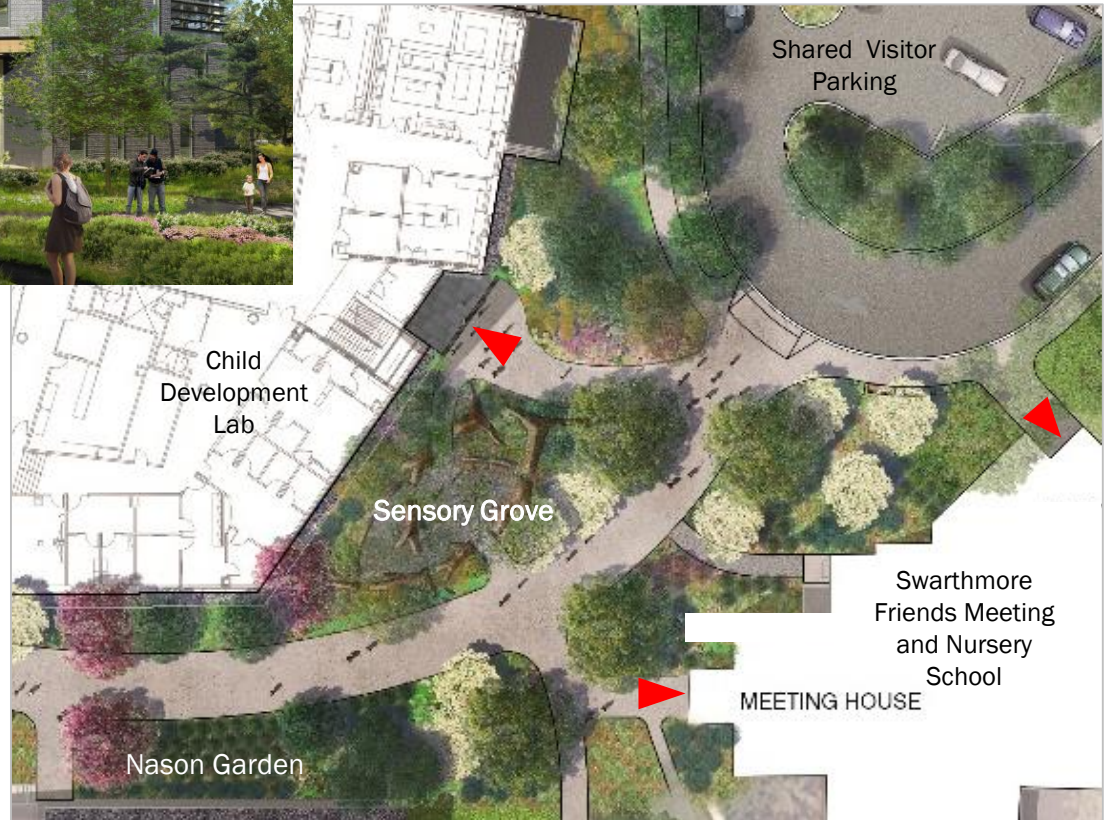 Shared Visitor
Parking
Child
Development
Lab
Sensory Grove
Swarthmore
Friends Meeting
and Nursery
School
MEETING HOUSE
Nason Garden